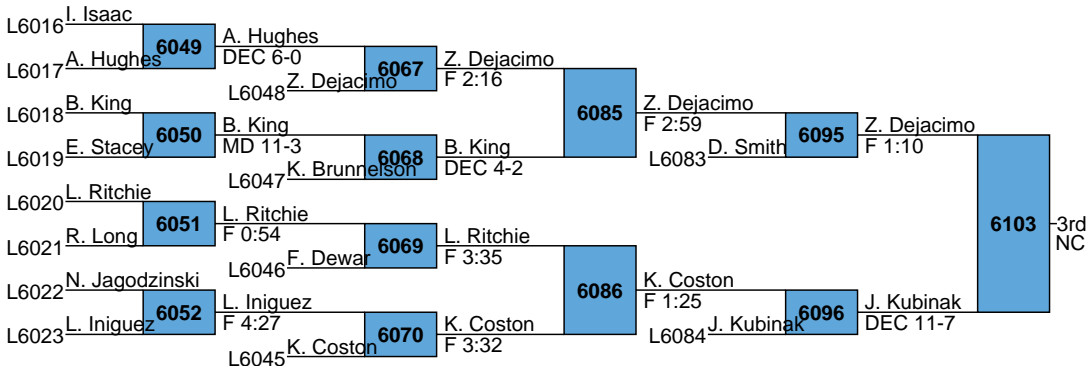 L6016 I. Isaac
6049 A. Hughes
DEC 6-0
L6017 A. Hughes
6067 Z. Dejacimo
F 2:16
L6048 Z. Dejacimo
L6018 B. King
6085 Z. Dejacimo
F 2:59
6050 B. King
MD 11-3
6095 Z. Dejacimo
F 1:10
L6019 E. Stacey
6068 B. King
DEC 4-2
L6083 D. Smith
L6047 K. Brunnelson
L6020 L. Ritchie
6051 L. Ritchie
F 0:54
6103 3rd
NC
L6021 R. Long
6069 L. Ritchie
F 3:35
L6046 F. Dewar
L6022 N. Jagodzinski
6086 K. Coston
F 1:25
6052 L. Iniguez
F 4:27
6096 J. Kubinak
DEC 11-7
L6023 L. Iniguez
6070 K. Coston
F 3:32
L6084 J. Kubinak
L6045 K. Coston